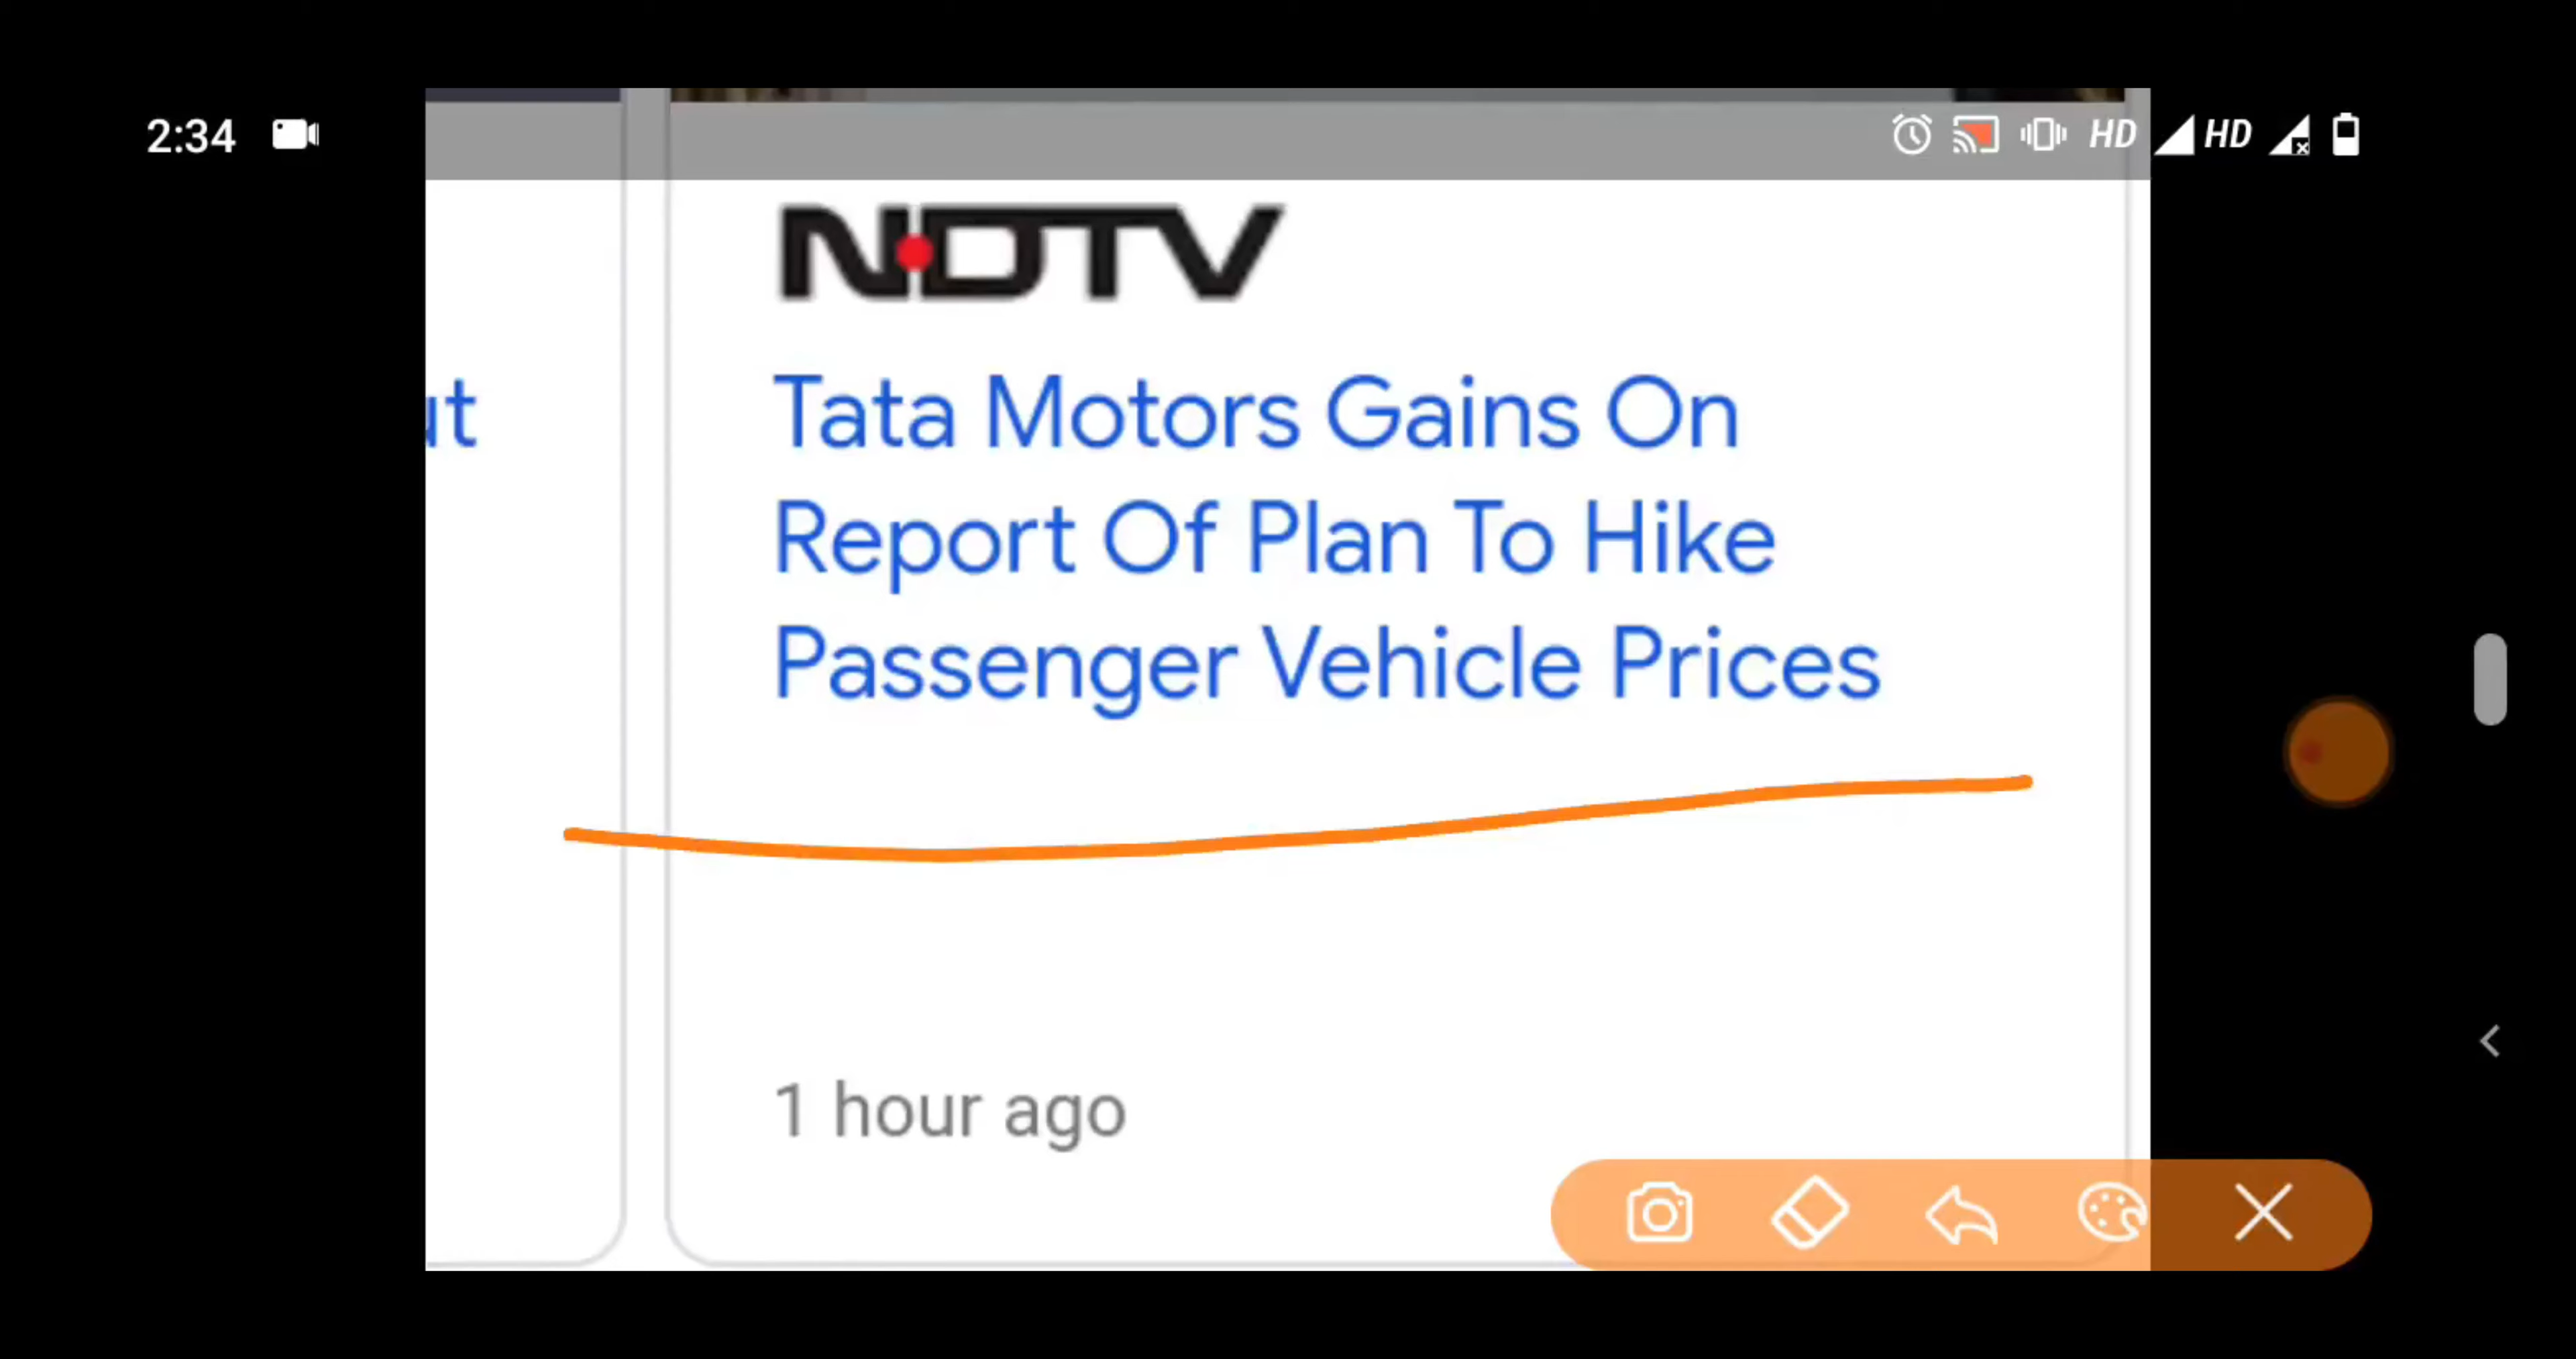 2:34
HD HD
NDTV
ut
Tata Motors Gains On
Report Of Plan To Hike
Passenger Vehicle Prices
1 hour ago